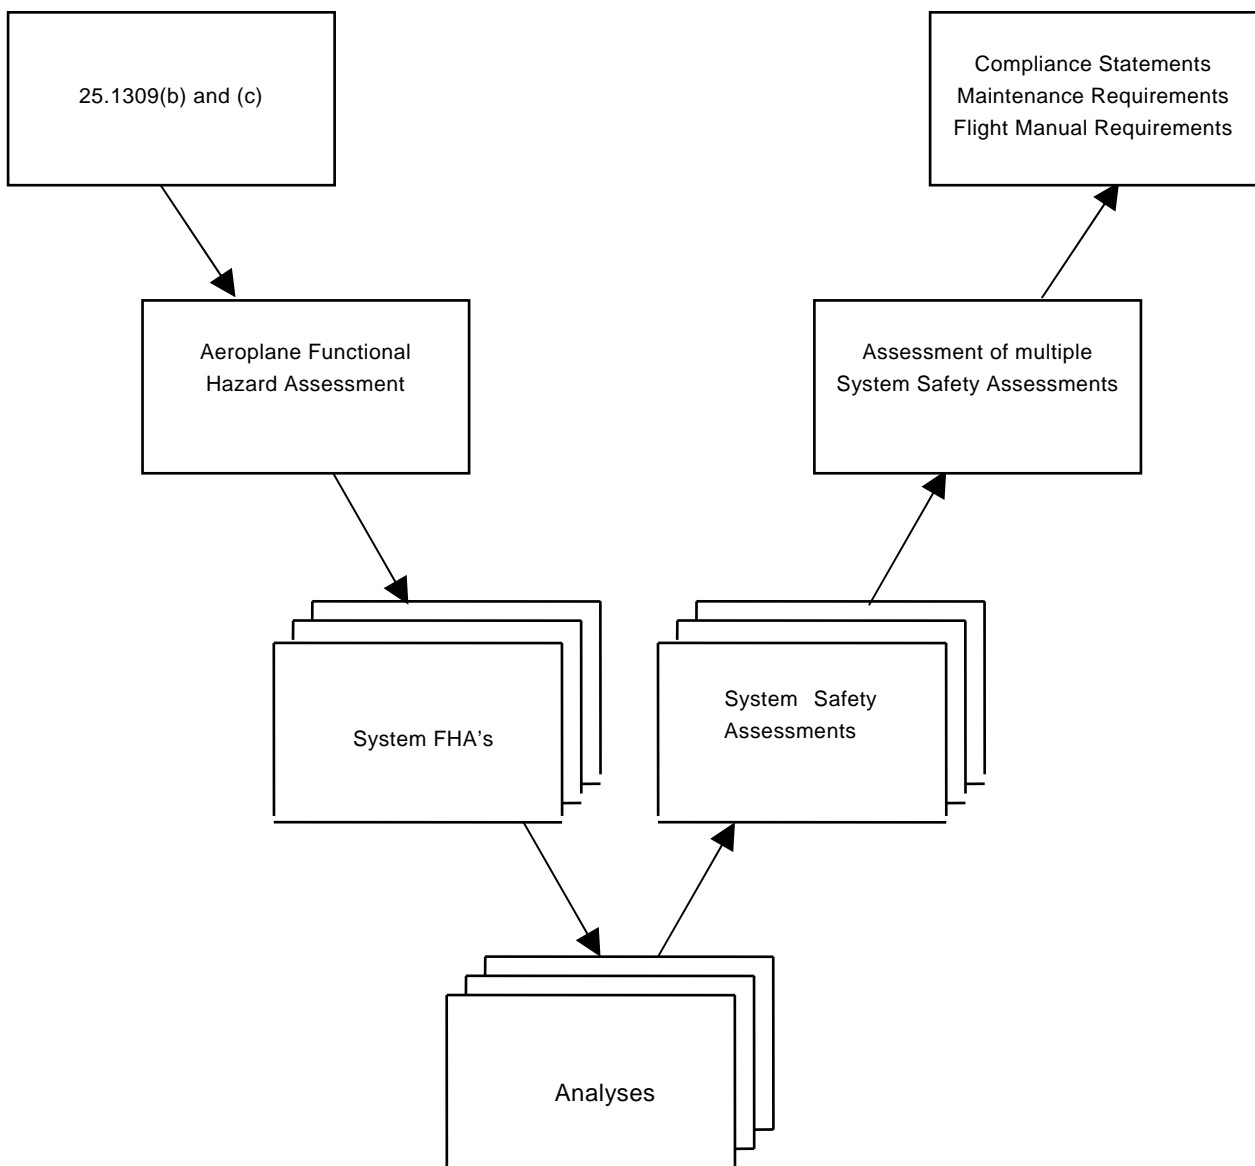 25.1309(b) and (c)
Compliance Statements
Maintenance Requirements
Flight Manual Requirements
Aeroplane Functional
Hazard Assessment
Assessment of multiple
System Safety Assessments
System FHA’s
System Safety
Assessments
Analyses